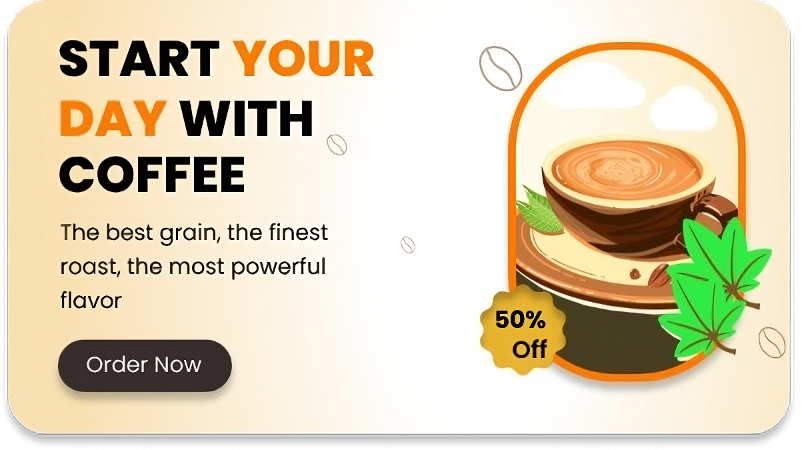 START YOUR
DAY WITH
COFFEE
The best grain, the finest
roast, the most powerful
flavor
Order Now
50%
Off